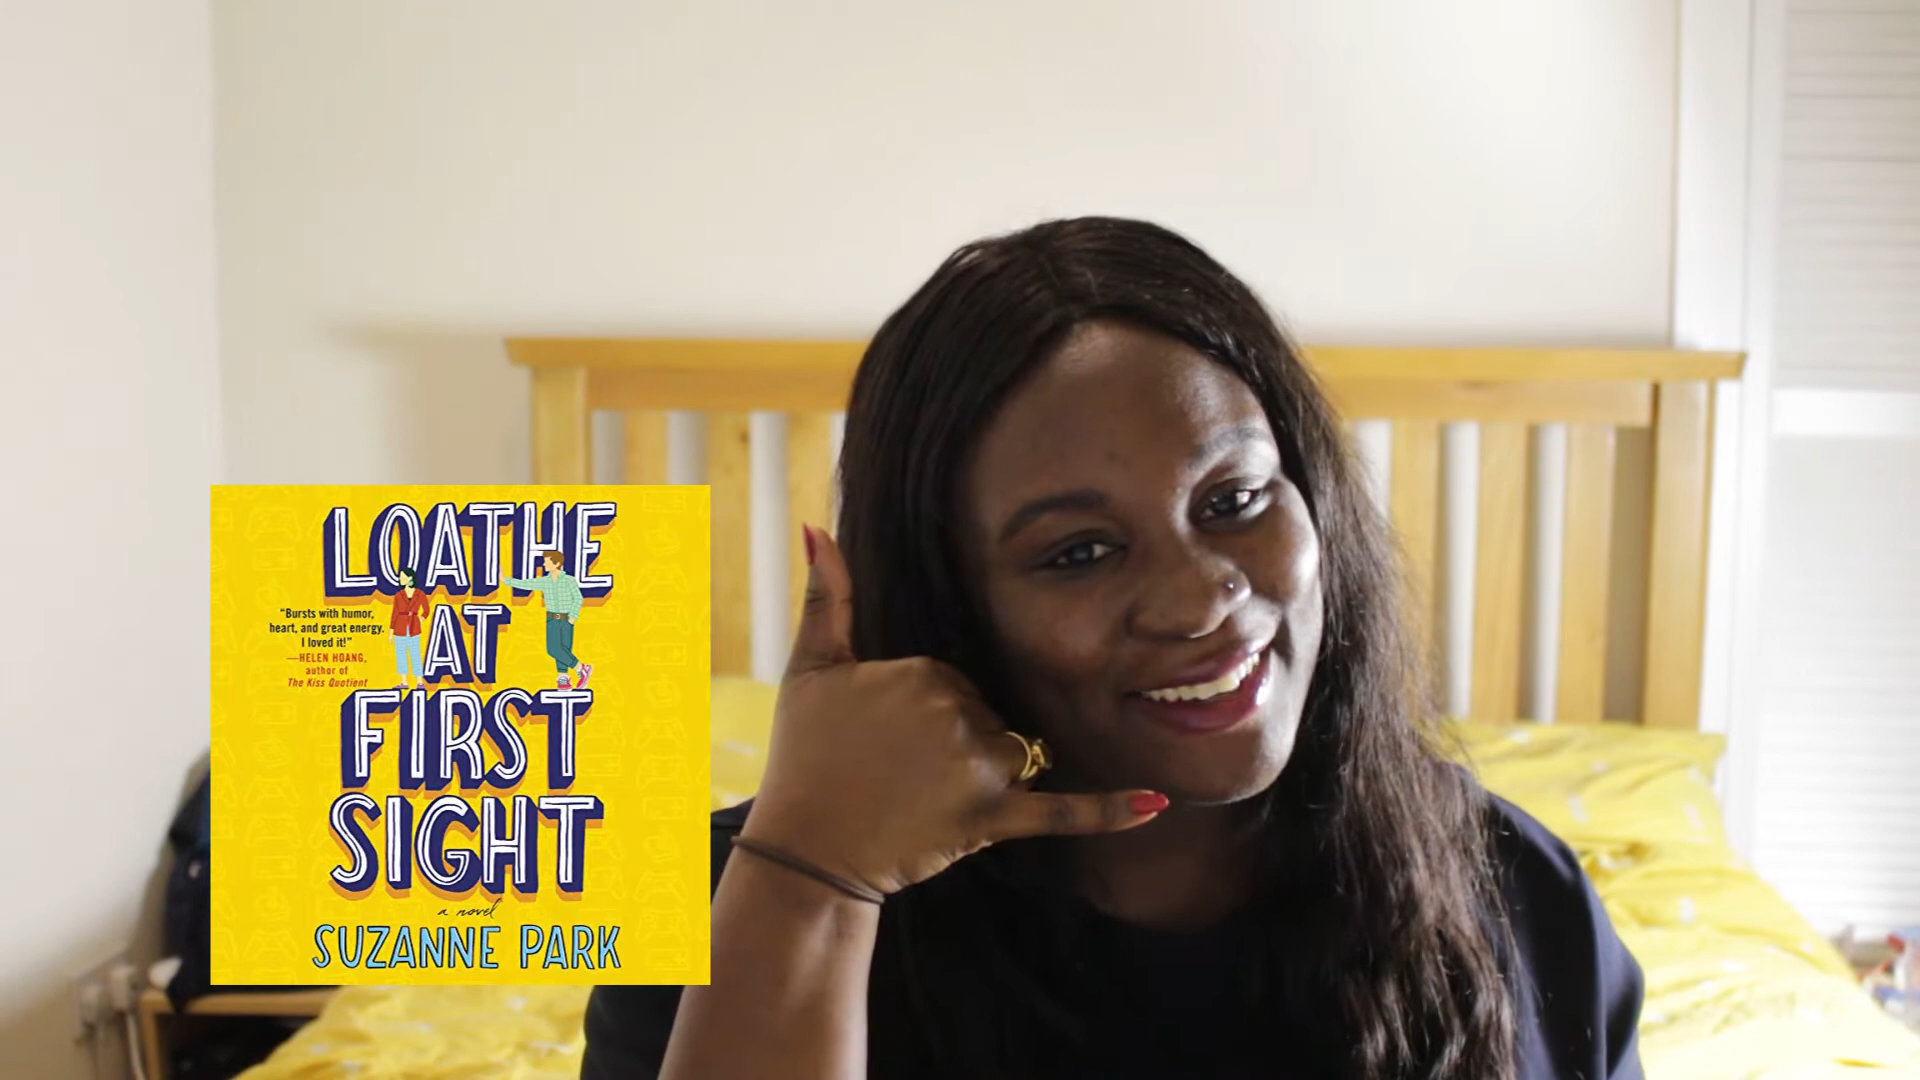 LOATHE
AT
FIRST
SIGHT
“Bursts with humor,
heart, and great energy.
I loved it!”
—HELEN HOANG,
author of
The Kiss Quotient
a novel
SUZANNE PARK